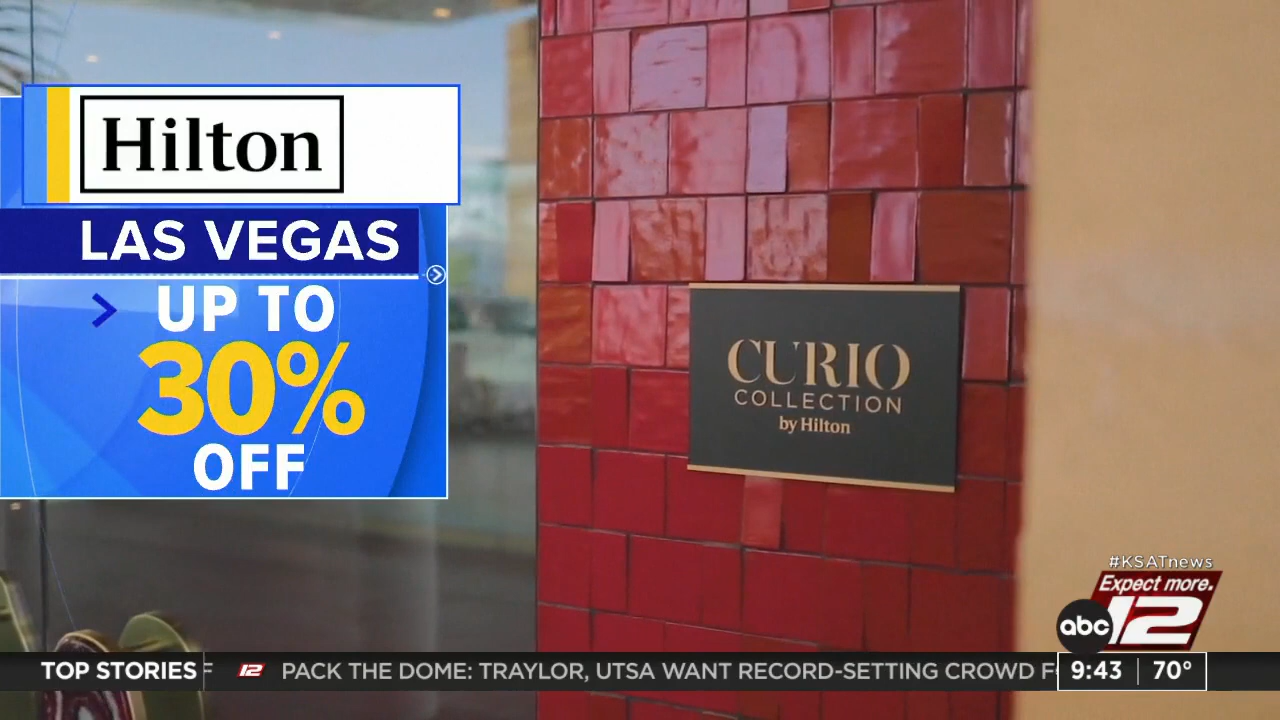 Hilton
LAS VEGAS
UP TO
30%
OFF
CURIO
COLLECTION
by Hilton
#KSATnews
Expect more.
abc 12
TOP STORIES F 12 PACK THE DOME: TRAYLOR, UTSA WANT RECORD-SETTING CROWD F 9:43 70°